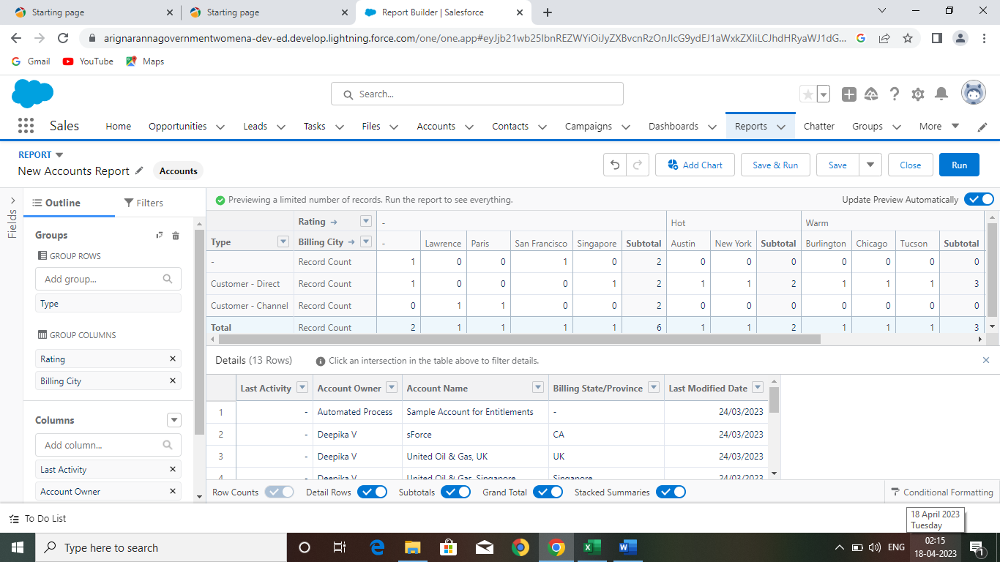 Starting page
Starting page
Report Builder | Salesforce
arignarannagovernmentwomena-dev-ed.develop.lightning.force.com/one/one.app#eyJjb21wb25lbnREZWYiOiJyZXBvcnRzOnJlcG9ydEJ1aWxkZXIiLCJhdHRyaWJ1dG...
Gmail YouTube Maps
Search...
Sales Home Opportunities Leads Tasks Files Accounts Contacts Campaigns Dashboards Reports Chatter Groups More
REPORT
New Accounts Report Accounts
Add Chart Save & Run Save Close Run
Fields
Outline Filters
Groups
GROUP ROWS
Add group...
Type
GROUP COLUMNS
Rating
Billing City
Columns
Add column...
Last Activity
Account Owner
Previewing a limited number of records. Run the report to see everything. Update Preview Automatically
Rating → - Hot Warm
Type Billing City → - Lawrence Paris San Francisco Singapore Subtotal Austin New York Subtotal Burlington Chicago Tucson Subtotal
- Record Count 1 0 0 1 0 2 0 0 0 0 0 0 0
Customer - Direct Record Count 1 0 0 0 1 2 1 1 2 1 1 1 3
Customer - Channel Record Count 0 1 1 0 0 2 0 0 0 0 0 0 0
Total Record Count 2 1 1 1 1 6 1 1 2 1 1 1 3
Details (13 Rows) Click an intersection in the table above to filter details.
Last Activity Account Owner Account Name Billing State/Province Last Modified Date
1 - Automated Process Sample Account for Entitlements - 24/03/2023
2 - Deepika V sForce CA 24/03/2023
3 - Deepika V United Oil & Gas, UK UK 24/03/2023
4 - Deepika V United Oil & Gas, Singapore Singapore 24/03/2023
Row Counts Detail Rows Subtotals Grand Total Stacked Summaries Conditional Formatting
To Do List
18 April 2023
Tuesday
Type here to search
ENG
02:15
18-04-2023
1